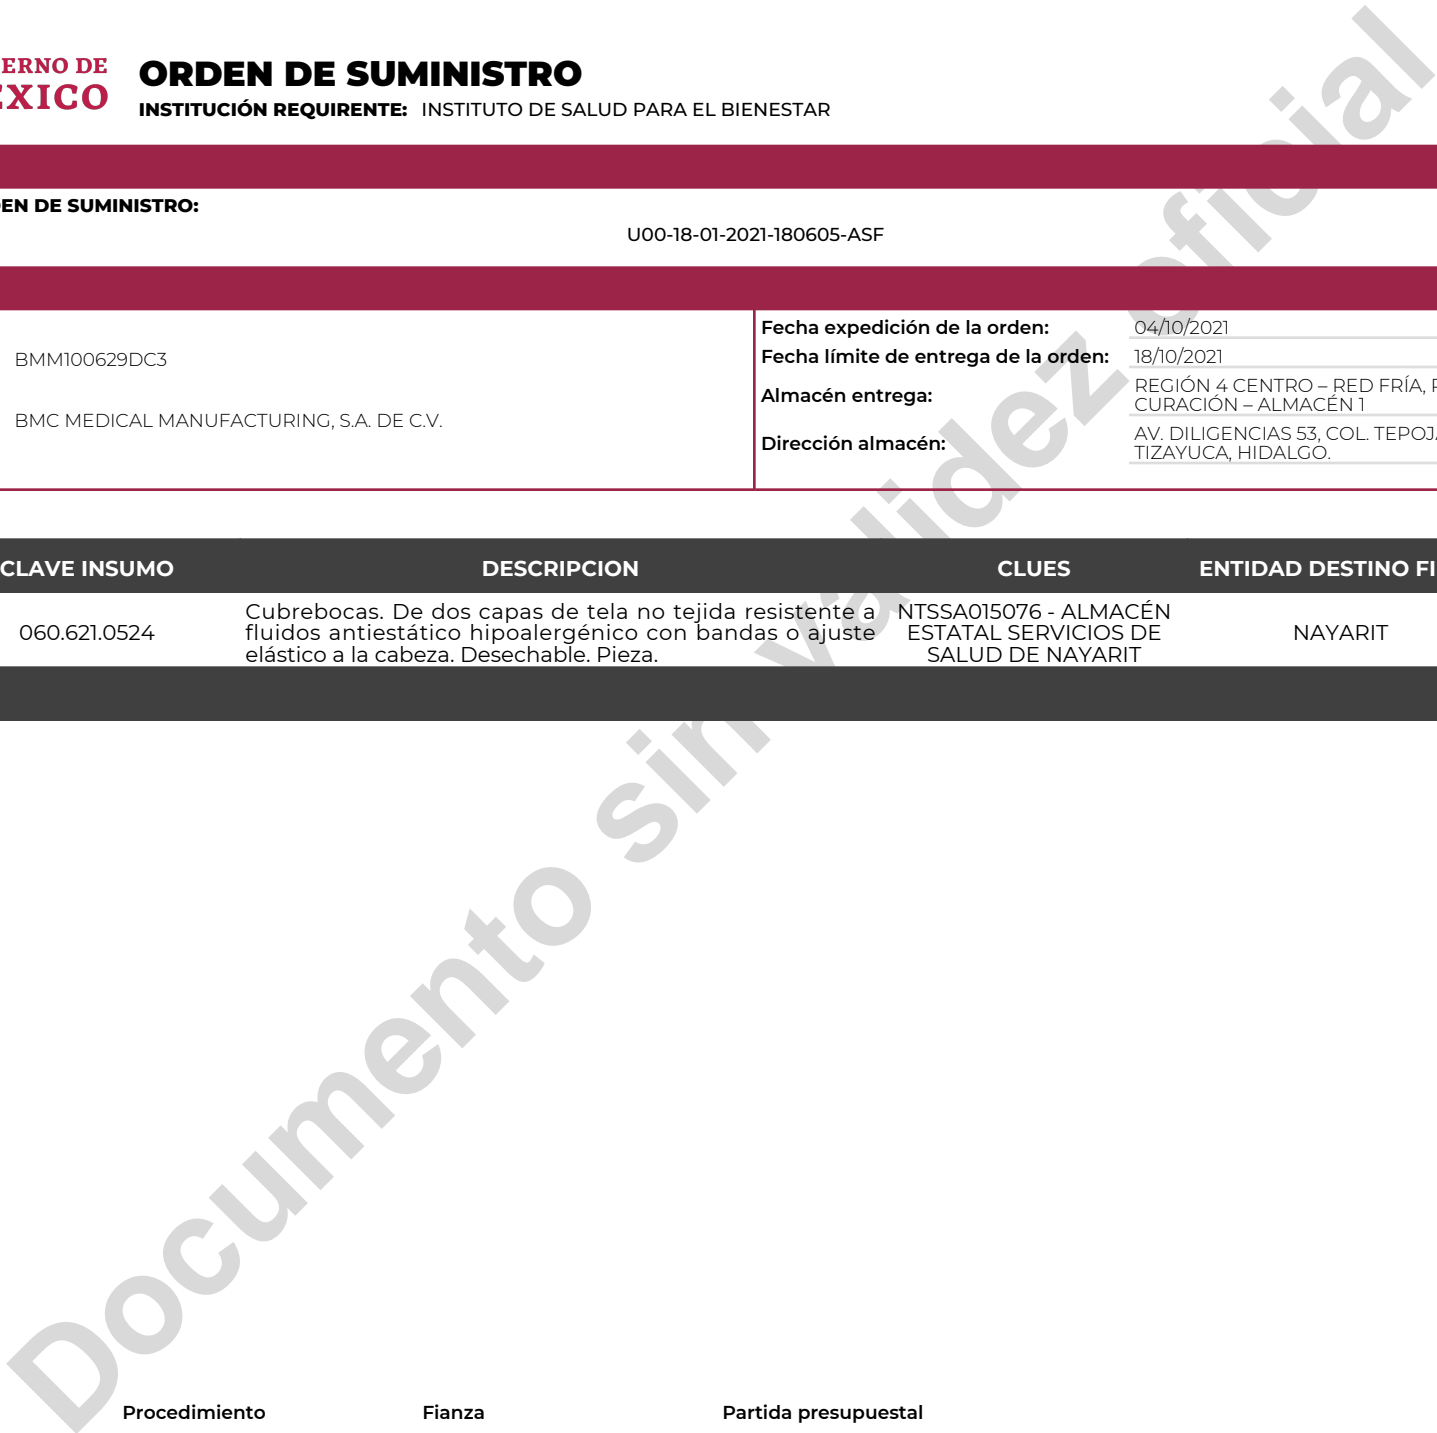 ERNO DE
XICO
ORDEN DE SUMINISTRO
INSTITUCIÓN REQUIRENTE: INSTITUTO DE SALUD PARA EL BIENESTAR
EN DE SUMINISTRO:
U00-18-01-2021-180605-ASF
BMM100629DC3
BMC MEDICAL MANUFACTURING, S.A. DE C.V.
Fecha expedición de la orden: 04/10/2021
Fecha límite de entrega de la orden: 18/10/2021
Almacén entrega: REGIÓN 4 CENTRO – RED FRÍA,
CURACIÓN – ALMACÉN 1
Dirección almacén: AV. DILIGENCIAS 53, COL. TEPOJ
TIZAYUCA, HIDALGO.
CLAVE INSUMO DESCRIPCION CLUES ENTIDAD DESTINO FI
060.621.0524
Cubrebocas. De dos capas de tela no tejida resistente a
fluidos antiestático hipoalergénico con bandas o ajuste
elástico a la cabeza. Desechable. Pieza.
NTSSA015076 - ALMACÉN
ESTATAL SERVICIOS DE
SALUD DE NAYARIT
NAYARIT
Documento sin validez oficial
Procedimiento Fianza Partida presupuestal